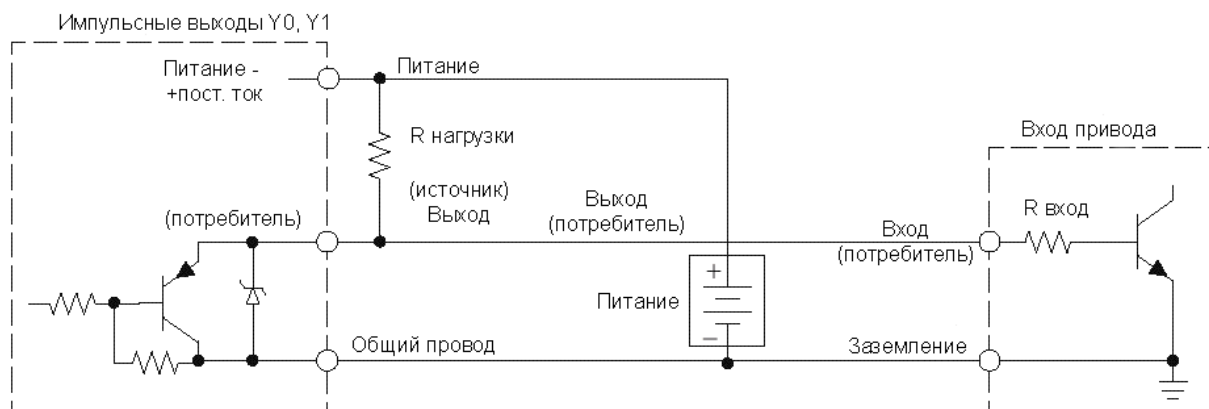 Импульсные выходы Y0, Y1
Питание -
+пост. ток
Питание
R нагрузки
(источник)
Выход
(потребитель)
Выход
(потребитель)
Вход
(потребитель)
Вход привода
R вход
+
Питание
−
Общий провод
Заземление